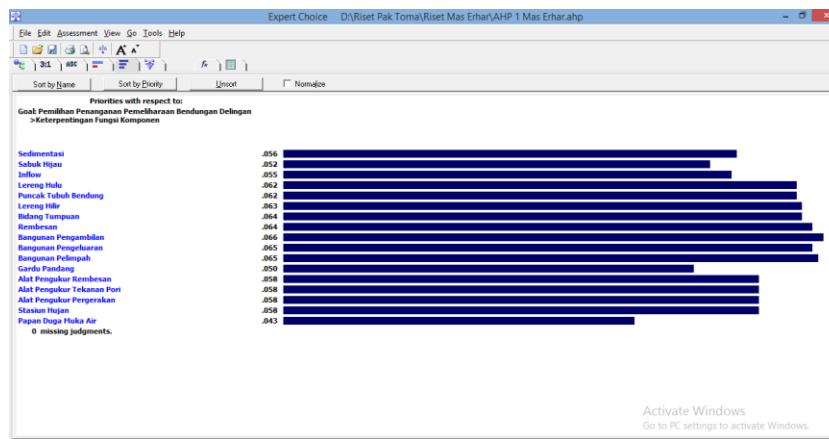 Expert Choice D:\Riset Pak Toma\Riset Mas Erhar\AHP 1 Mas Erhar.ahp
File Edit Assessment View Go Tools Help
3:1 ABC
Sort by Name Sort by Priority Unsort Normalize
Priorities with respect to:
Goal: Pemilihan Penanganan Pemeliharaan Bendungan Delingan
>Keterpentingan Fungsi Komponen
Sedimentasi .056
Sabuk Hijau .052
Inflow .055
Lereng Hulu .062
Puncak Tubuh Bendung .062
Lereng Hilir .063
Bidang Tumpuan .064
Rembesan .064
Bangunan Pengambilan .066
Bangunan Pengeluaran .065
Bangunan Pelimpah .065
Gardu Pandang .050
Alat Pengukur Rembesan .058
Alat Pengukur Tekanan Pori .058
Alat Pengukur Pergerakan .058
Stasiun Hujan .058
Papan Duga Muka Air .043
0 missing judgments.
Activate Windows
Go to PC settings to activate Windows.